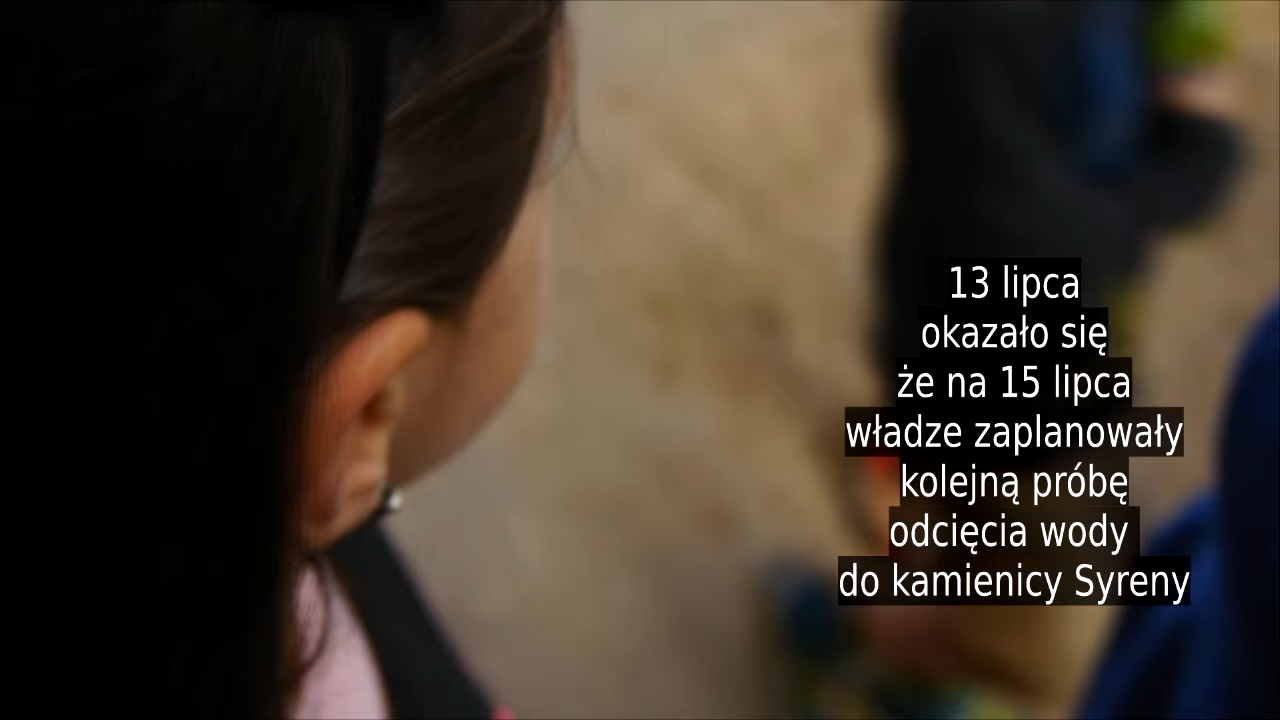 13 lipca
okazało się
że na 15 lipca
władze zaplanowały
kolejną próbę
odcięcia wody
do kamienicy Syreny